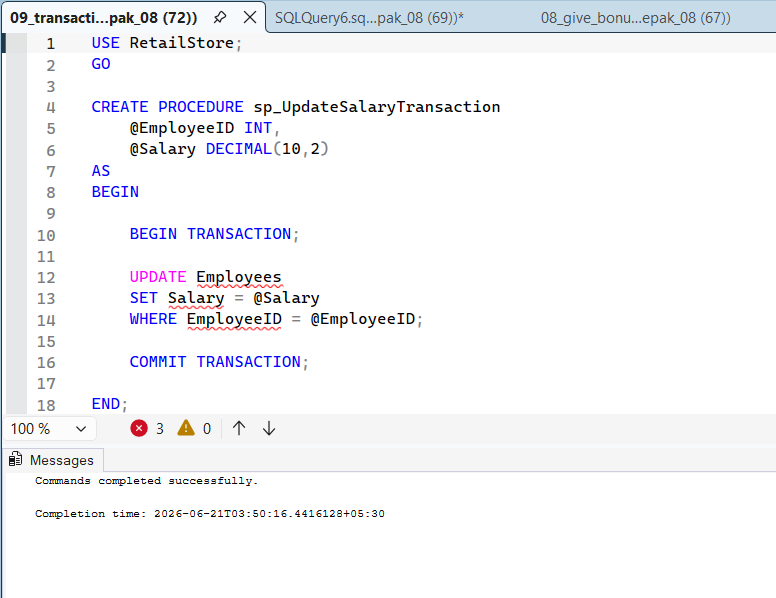 09_transacti...pak_08 (72)) SQLQuery6.sq...pak_08 (69))* 08_give_bonu...epak_08 (67))
1 USE RetailStore;
2 GO
3
4 CREATE PROCEDURE sp_UpdateSalaryTransaction
5 @EmployeeID INT,
6 @Salary DECIMAL(10,2)
7 AS
8 BEGIN
9
10 BEGIN TRANSACTION;
11
12 UPDATE Employees
13 SET Salary = @Salary
14 WHERE EmployeeID = @EmployeeID;
15
16 COMMIT TRANSACTION;
17
18 END;
100 % 3 0
Messages
Commands completed successfully.
Completion time: 2026-06-21T03:50:16.4416128+05:30